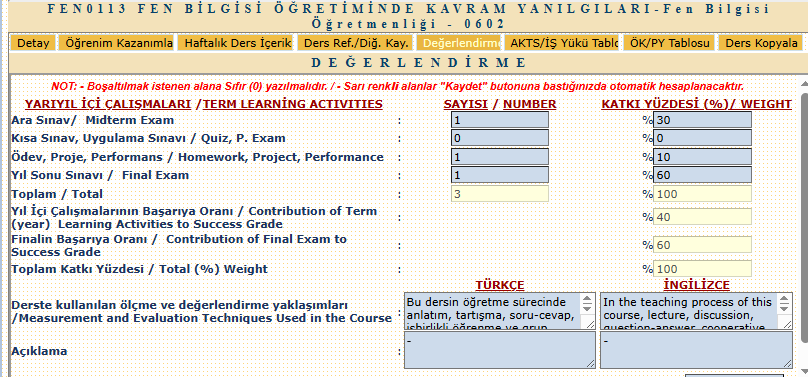 FEN0113 FEN BİLGİSİ ÖĞRETİMİNDE KAVRAM YANILGILARI-Fen Bilgisi
Öğretmenliği - 0602
Detay Öğrenim Kazanımla Haftalık Ders İçerik Ders Ref./Diğ. Kay. Değerlendirme AKTS/İŞ Yükü Tablo ÖK/PY Tablosu Ders Kopyala
DEĞERLENDİRME
NOT: - Boşaltılmak istenen alana Sıfır (0) yazılmalıdır. / - Sarı renkli alanlar "Kaydet" butonuna bastığınızda otomatik hesaplanacaktır.
YARIYIL İÇİ ÇALIŞMALARI /TERM LEARNİNG ACTIVITIES SAYISI / NUMBER KATKI YÜZDESİ (%)/ WEIGHT
Ara Sınav/ Midterm Exam : 1 %30
Kısa Sınav, Uygulama Sınavı / Quiz, P. Exam : 0 %0
Ödev, Proje, Performans / Homework, Project, Performance : 1 %10
Yıl Sonu Sınavı / Final Exam : 1 %60
Toplam / Total : 3 %100
Yıl İçi Çalışmalarının Başarıya Oranı / Contribution of Term
(year) Learning Activities to Success Grade : %40
Finalin Başarıya Oranı / Contribution of Final Exam to
Success Grade : %60
Toplam Katkı Yüzdesi / Total (%) Weight : %100
TÜRKÇE İNGİLİZCE
Derste kullanılan ölçme ve değerlendirme yaklaşımları
/Measurement and Evaluation Techniques Used in the Course :
Bu dersin öğretme sürecinde
anlatım, tartışma, soru-cevap,
işbirlikli öğrenme ve grup
In the teaching process of this
course, lecture, discussion,
question-answer, cooperative
Açıklama : - -